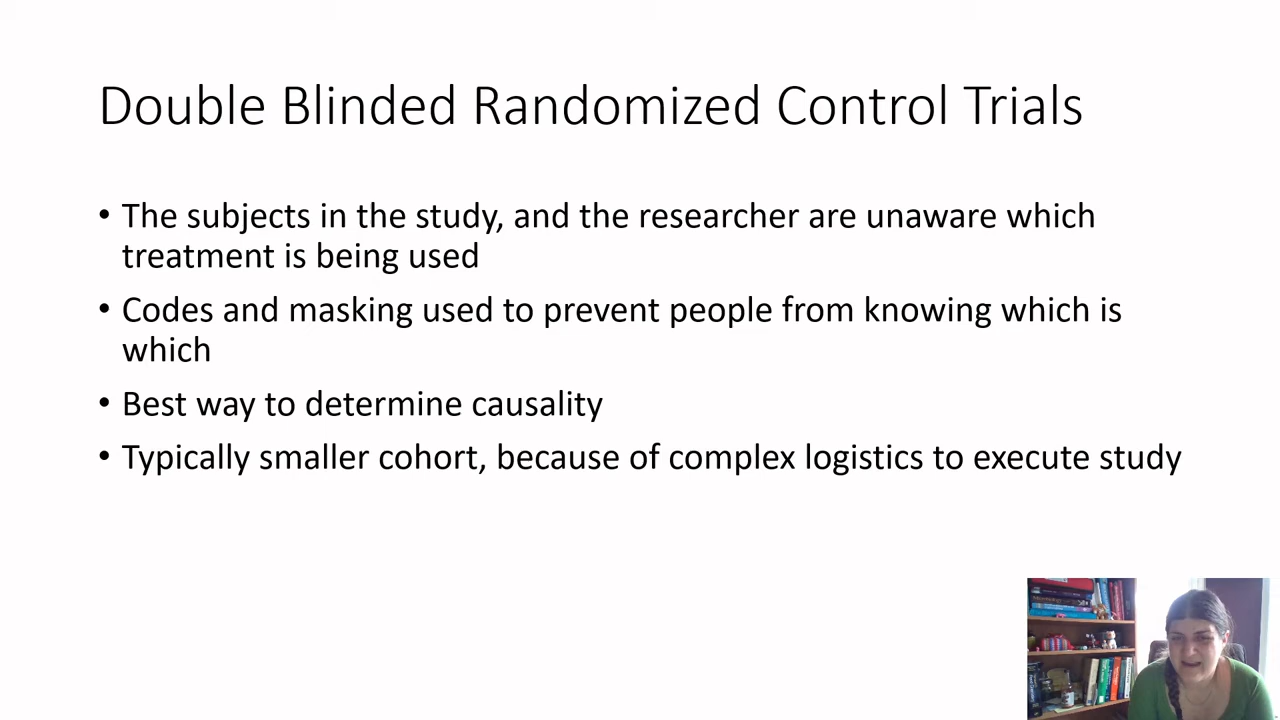 Double Blinded Randomized Control Trials
• The subjects in the study, and the researcher are unaware which
treatment is being used
• Codes and masking used to prevent people from knowing which is
which
• Best way to determine causality
• Typically smaller cohort, because of complex logistics to execute study